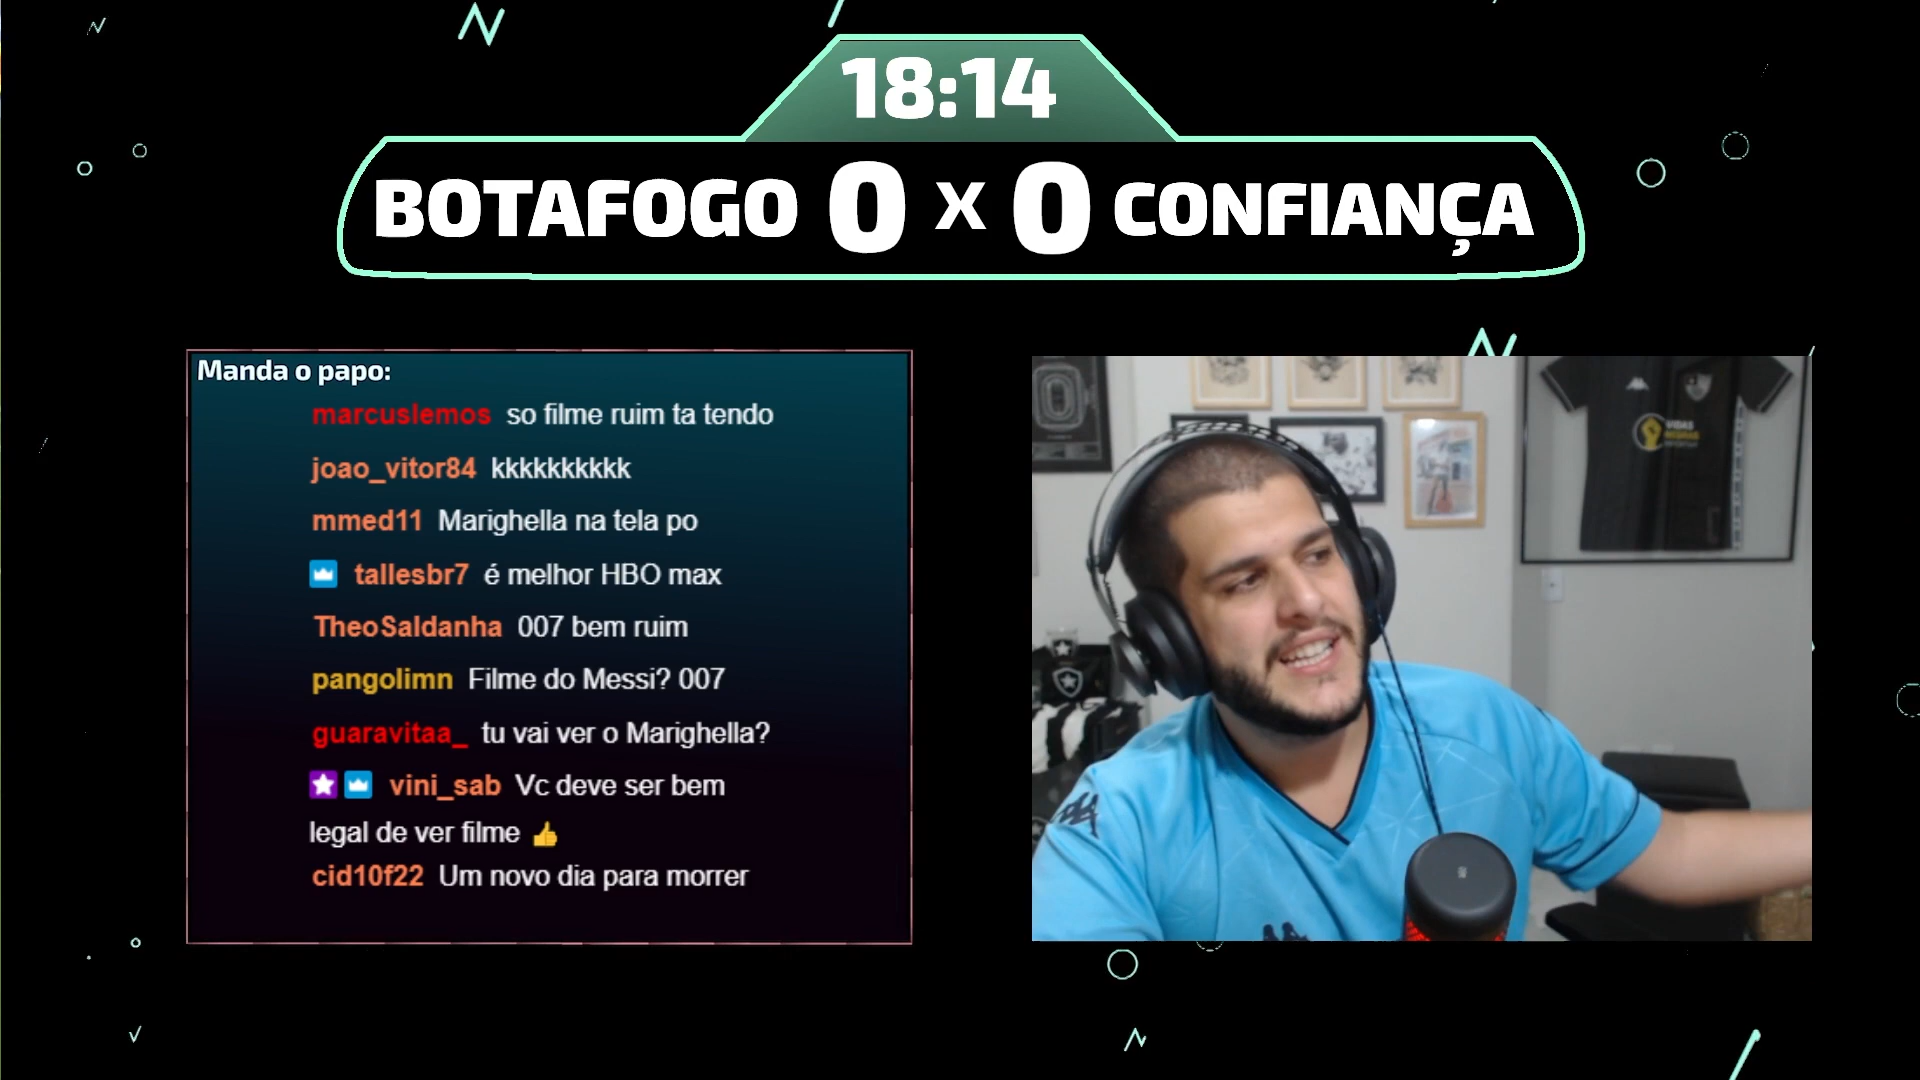 18:14
BOTAFOGO 0 X 0 CONFIANÇA
Manda o papo:
marcuslemos so filme ruim ta tendo
joao_vitor84 kkkkkkkkkk
mmed11 Marighella na tela po
tallesbr7 é melhor HBO max
TheoSaldanha 007 bem ruim
pangolimn Filme do Messi? 007
guaravitaa_ tu vai ver o Marighella?
vini_sab Vc deve ser bem
legal de ver filme 👍
cid10f22 Um novo dia para morrer
VIDAS
NEGRAS